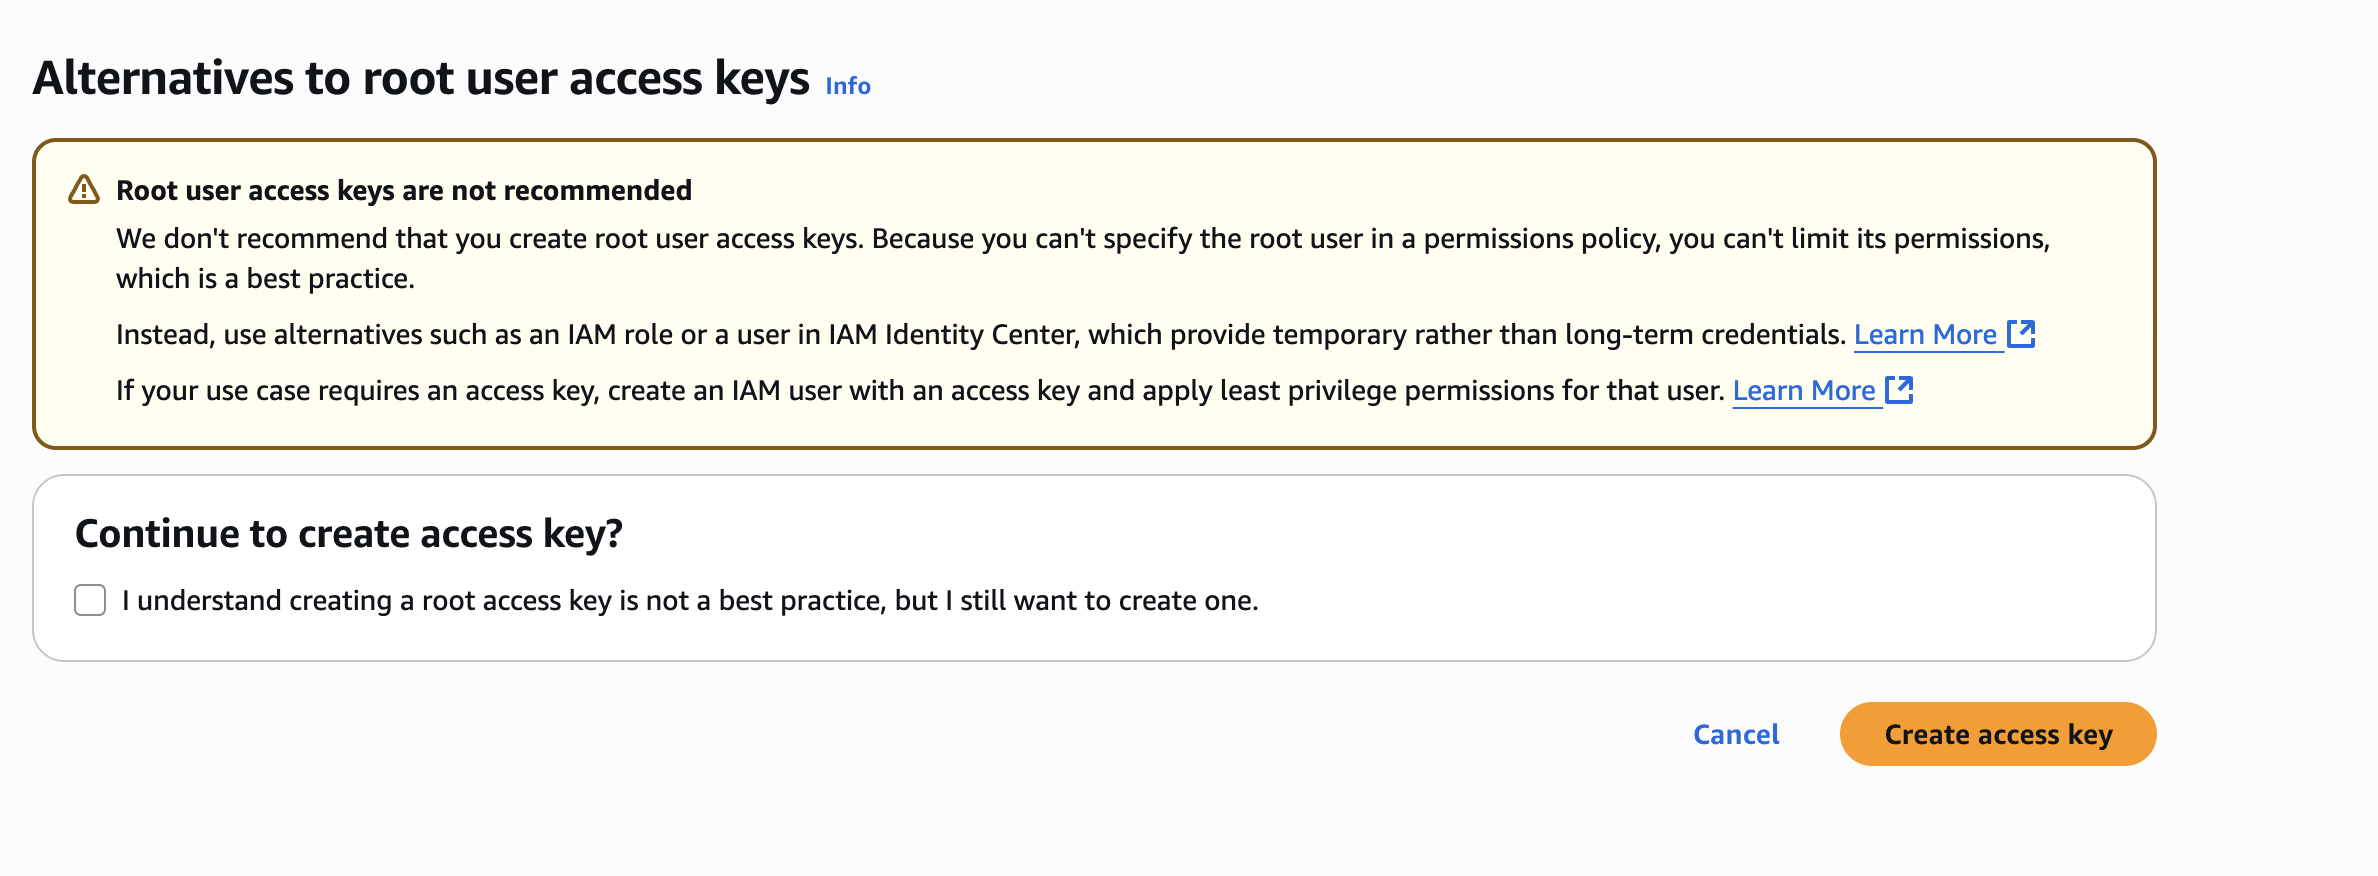 Alternatives to root user access keys Info
Root user access keys are not recommended
We don't recommend that you create root user access keys. Because you can't specify the root user in a permissions policy, you can't limit its permissions,
which is a best practice.
Instead, use alternatives such as an IAM role or a user in IAM Identity Center, which provide temporary rather than long-term credentials. Learn More
If your use case requires an access key, create an IAM user with an access key and apply least privilege permissions for that user. Learn More
Continue to create access key?
I understand creating a root access key is not a best practice, but I still want to create one.
Cancel Create access key